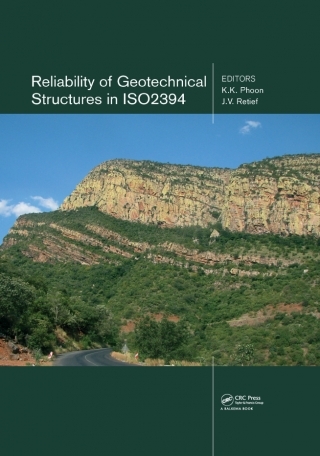 Reliability of Geotechnical
Structures in ISO2394
EDITORS
K.K. Phoon
J.V. Retief
CRC Press
Taylor & Francis Group
A BALKEMA BOOK